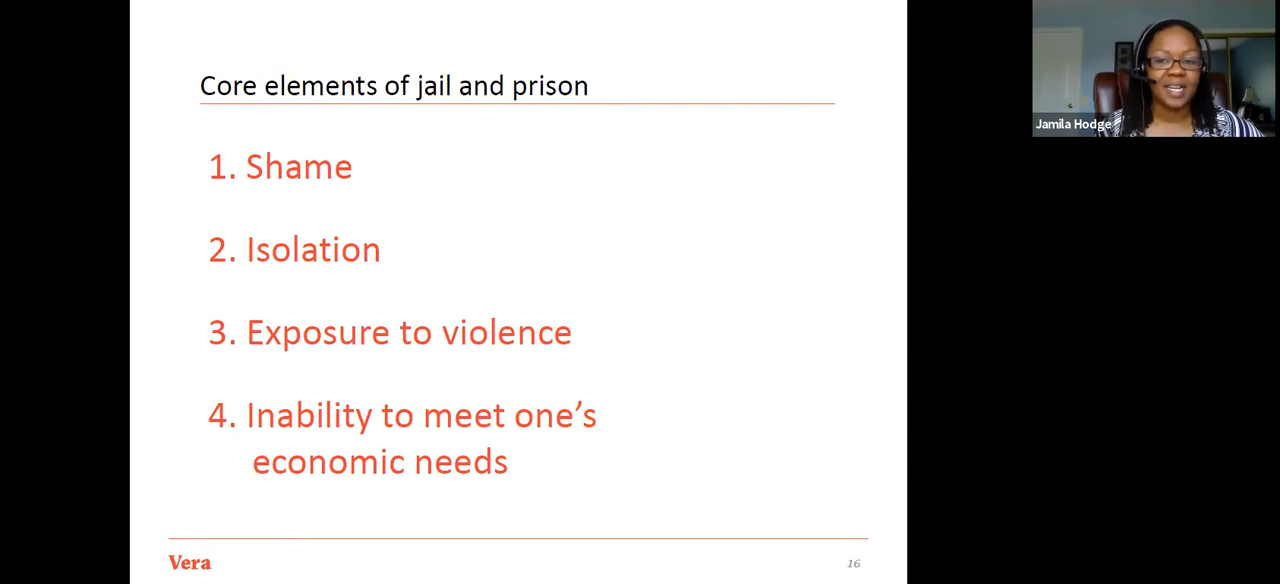 Core elements of jail and prison
1. Shame
2. Isolation
3. Exposure to violence
4. Inability to meet one’s
economic needs
Vera
16
Jamila Hodge